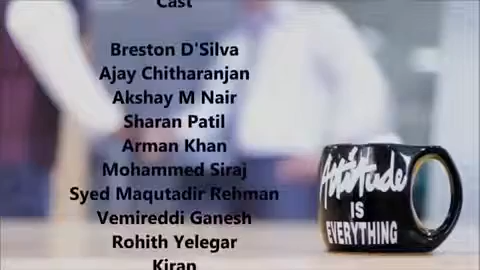 Cast
Breston D'Silva
Ajay Chitharanjan
Akshay M Nair
Sharan Patil
Arman Khan
Mohammed Siraj
Syed Maqutadir Rehman
Vemireddi Ganesh
Rohith Yelegar
Kiran
Attitude
IS
EVERYTHING